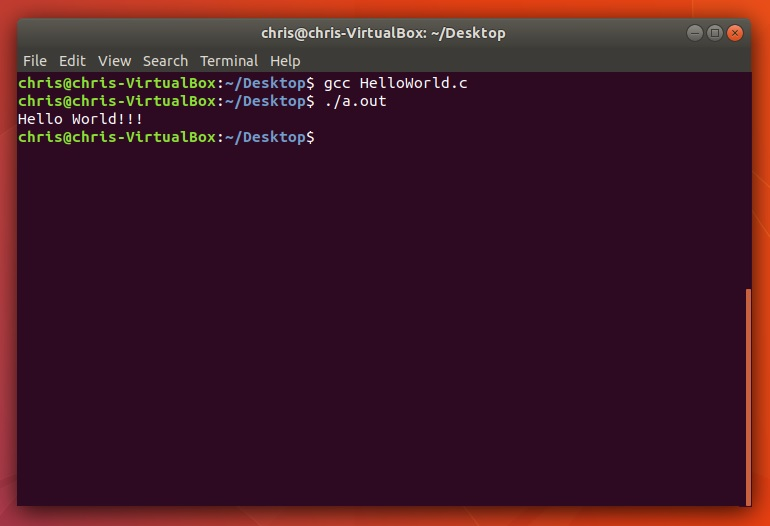 chris@chris-VirtualBox: ~/Desktop
File Edit View Search Terminal Help
chris@chris-VirtualBox:~/Desktop$ gcc HelloWorld.c
chris@chris-VirtualBox:~/Desktop$ ./a.out
Hello World!!!
chris@chris-VirtualBox:~/Desktop$